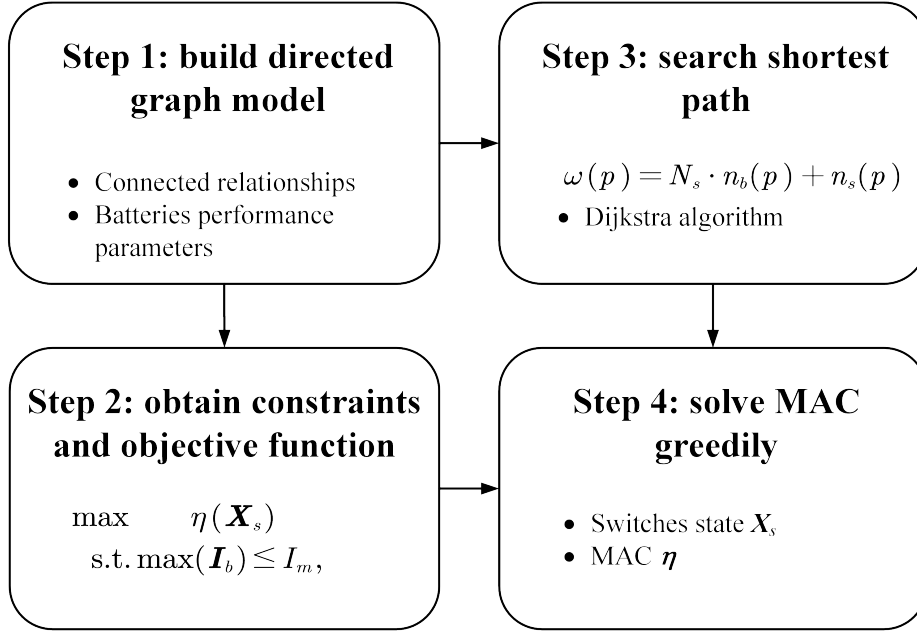 Step 1: build directed
graph model
• Connected relationships
• Batteries performance
parameters
Step 2: obtain constraints
and objective function
max η(X_s)
s.t. max(I_b) ≤ I_m,
Step 3: search shortest
path
ω(p) = N_s · n_b(p) + n_s(p)
• Dijkstra algorithm
Step 4: solve MAC
greedily
• Switches state X_s
• MAC η